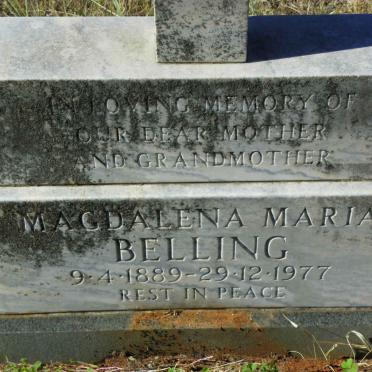 IN LOVING MEMORY OF
OUR DEAR MOTHER
AND GRANDMOTHER
MAGDALENA MARIA
BELLING
9·4·1889-29·12·1977
REST IN PEACE